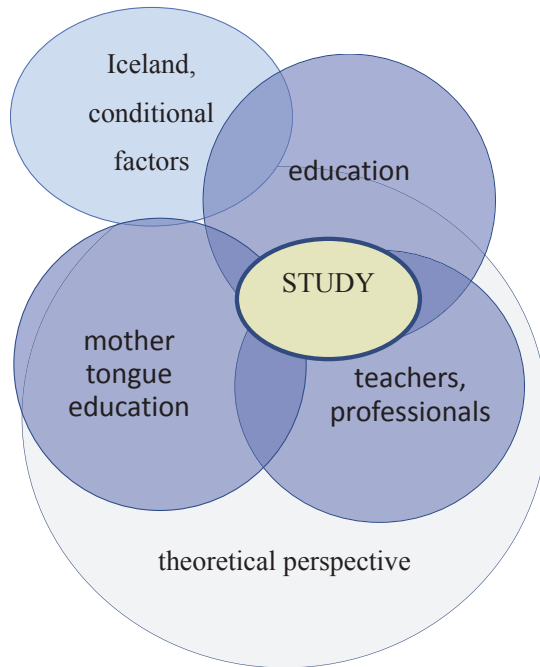 Iceland,
conditional
factors
education
STUDY
mother
tongue
education
teachers,
professionals
theoretical perspective